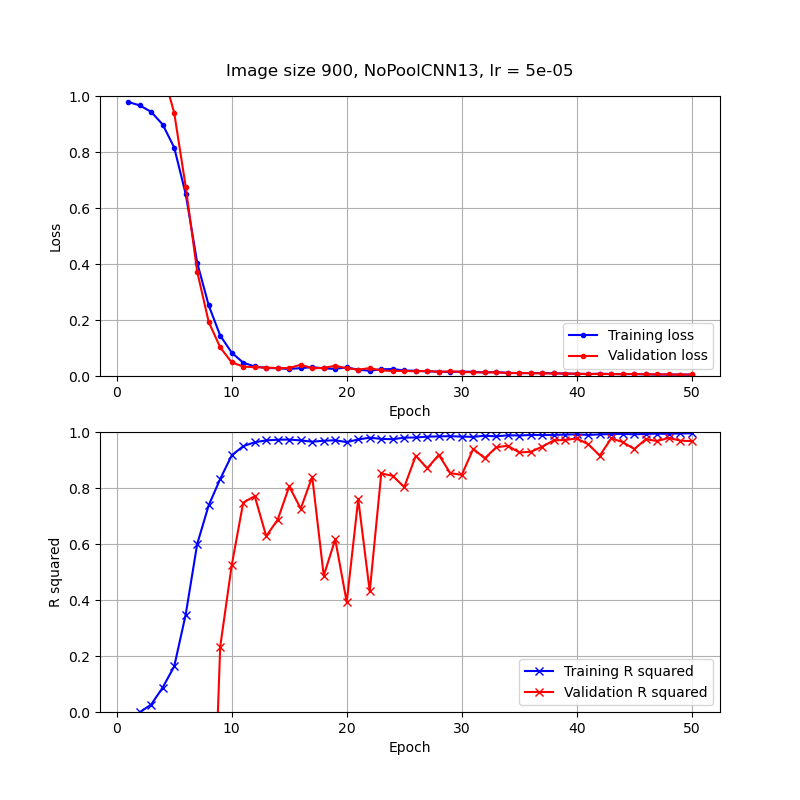 Image size 900, NoPoolCNN13, lr = 5e-05
1.0
0.8
0.6
0.4
0.2
0.0
Loss
Training loss
Validation loss
0 10 20 30 40 50
Epoch
1.0
0.8
0.6
0.4
0.2
0.0
R squared
Training R squared
Validation R squared
0 10 20 30 40 50
Epoch